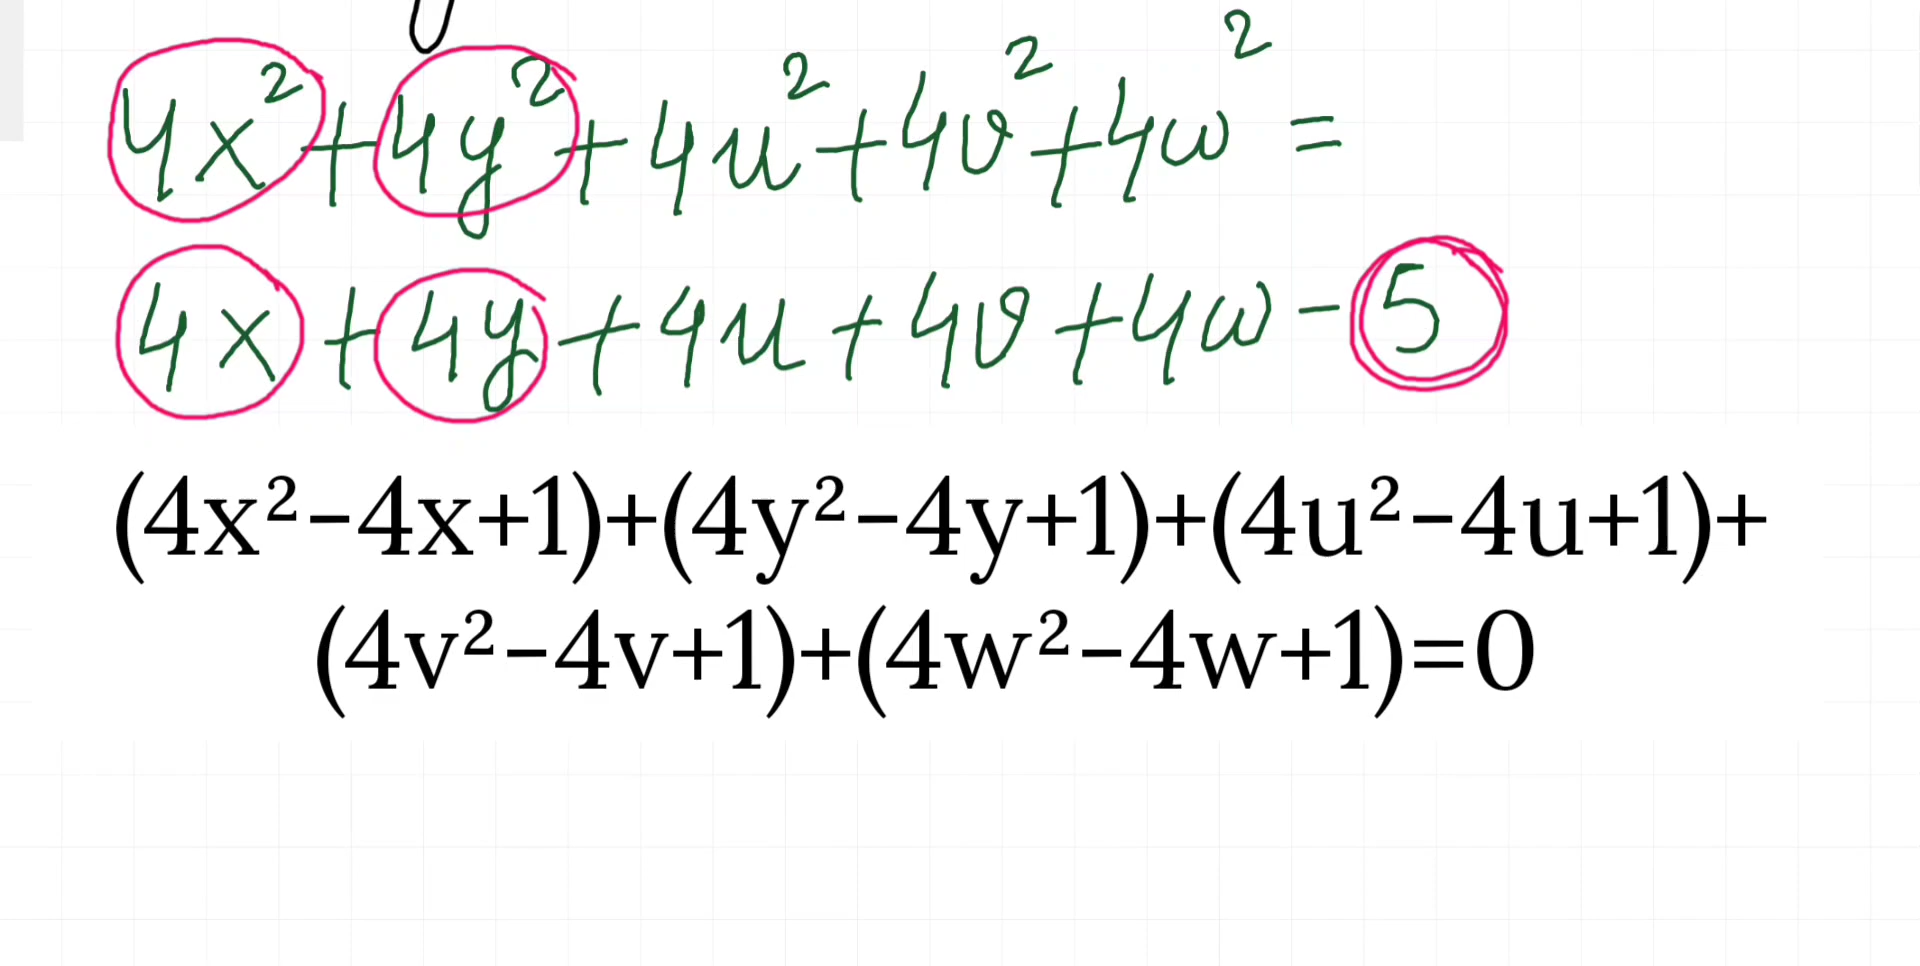 4x²+4y²+4u²+4v²+4w²=
4x+4y+4u+4v+4w-5
(4x²−4x+1)+(4y²−4y+1)+(4u²−4u+1)+
(4v²−4v+1)+(4w²−4w+1)=0